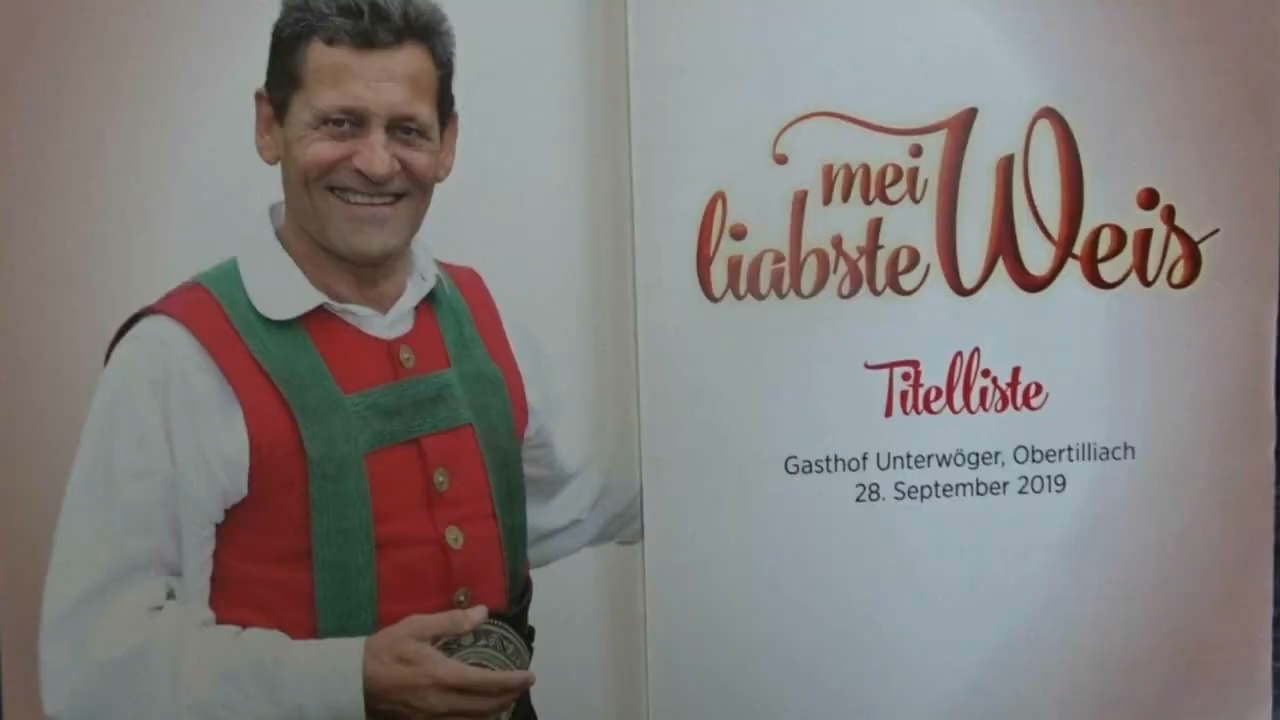 mei
liabste Weis
Titelliste
Gasthof Unterwöger, Obertilliach
28. September 2019